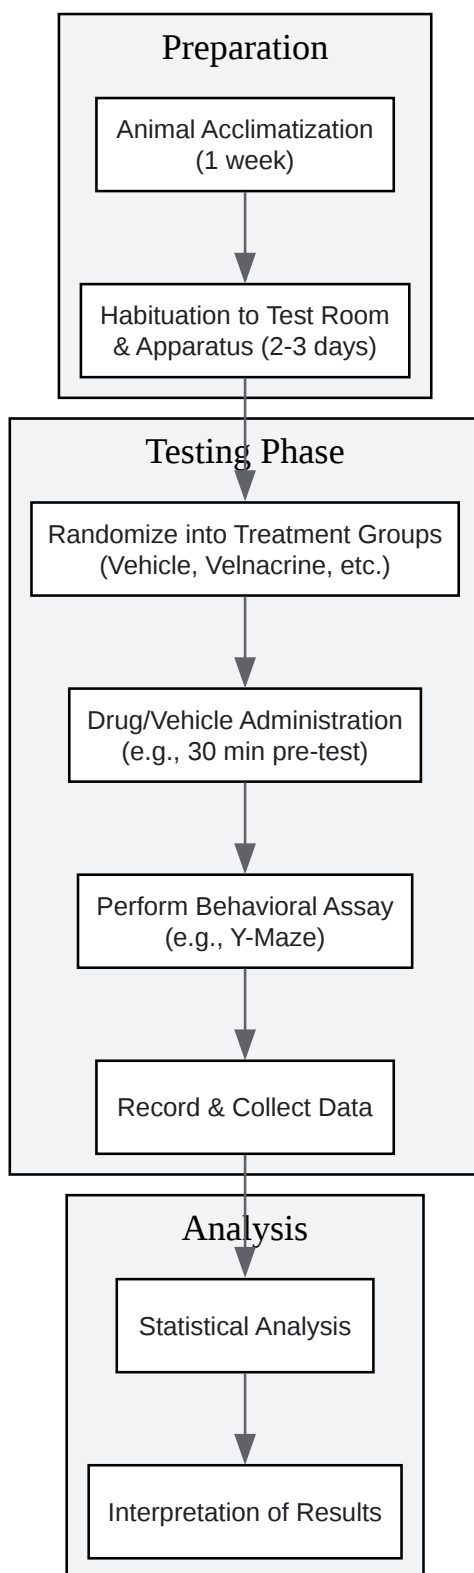 Preparation
Animal Acclimatization
(1 week)
Habituation to Test Room
& Apparatus (2-3 days)
Testing Phase
Randomize into Treatment Groups
(Vehicle, Velnacrine, etc.)
Drug/Vehicle Administration
(e.g., 30 min pre-test)
Perform Behavioral Assay
(e.g., Y-Maze)
Record & Collect Data
Analysis
Statistical Analysis
Interpretation of Results